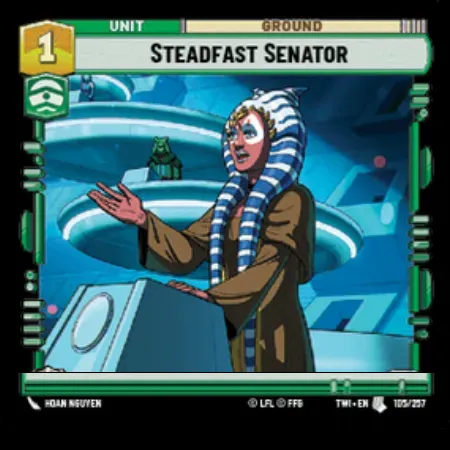 UNIT
GROUND
1
STEADFAST SENATOR
HOAN NGUYEN
© LFL © FFG
TWI • EN
105/257